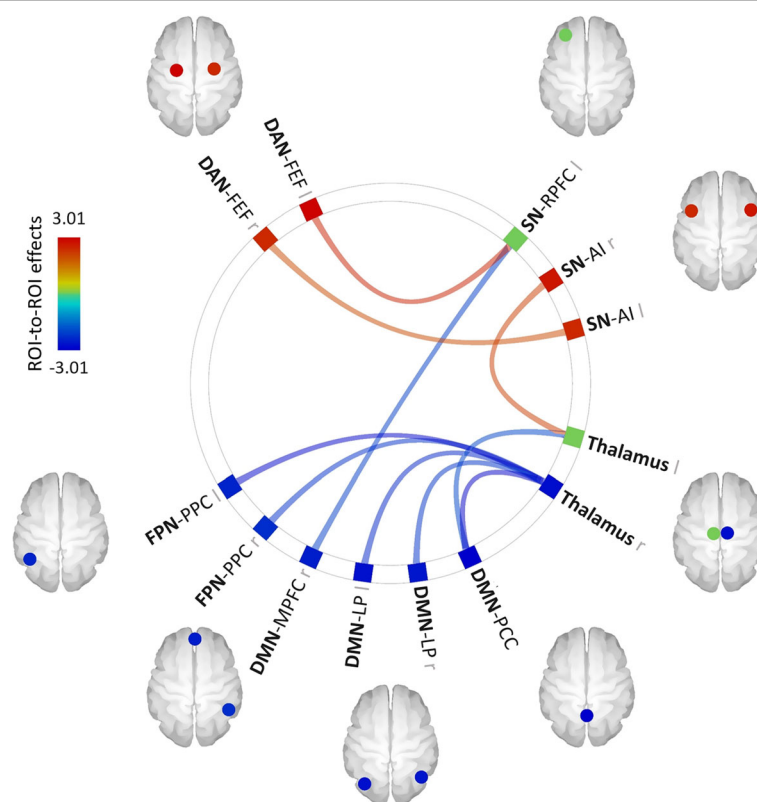 DAN-FEF r
DAN-FEF l
SN-RPFC l
SN-AI r
SN-AI l
3.01
ROI-to-ROI effects
-3.01
Thalamus l
Thalamus r
FPN-PPC l
FPN-PPC r
DMN-MPFC r
DMN-LP l
DMN-LP r
DMN-PCC